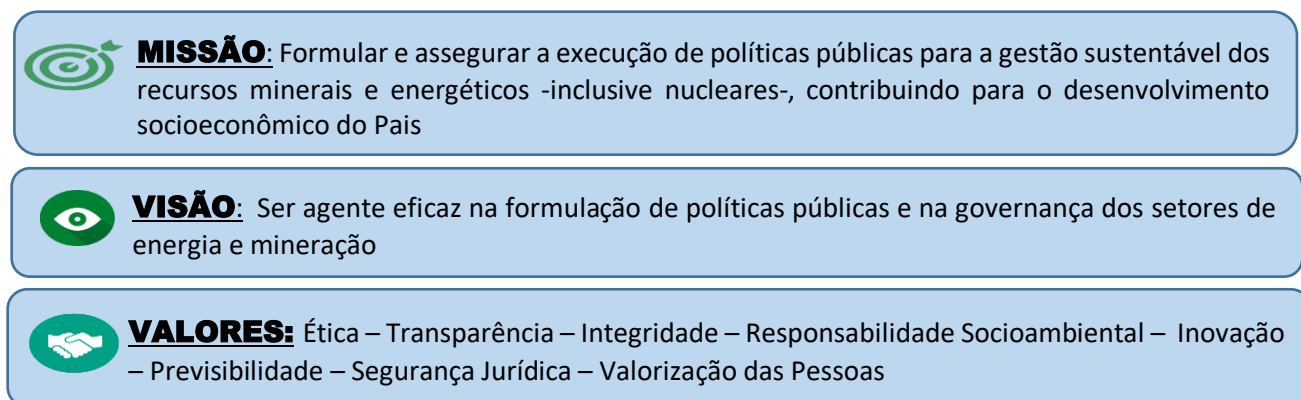 MISSÃO: Formular e assegurar a execução de políticas públicas para a gestão sustentável dos
recursos minerais e energéticos -inclusive nucleares-, contribuindo para o desenvolvimento
socioeconômico do Pais
VISÃO: Ser agente eficaz na formulação de políticas públicas e na governança dos setores de
energia e mineração
VALORES: Ética – Transparência – Integridade – Responsabilidade Socioambiental – Inovação
– Previsibilidade – Segurança Jurídica – Valorização das Pessoas